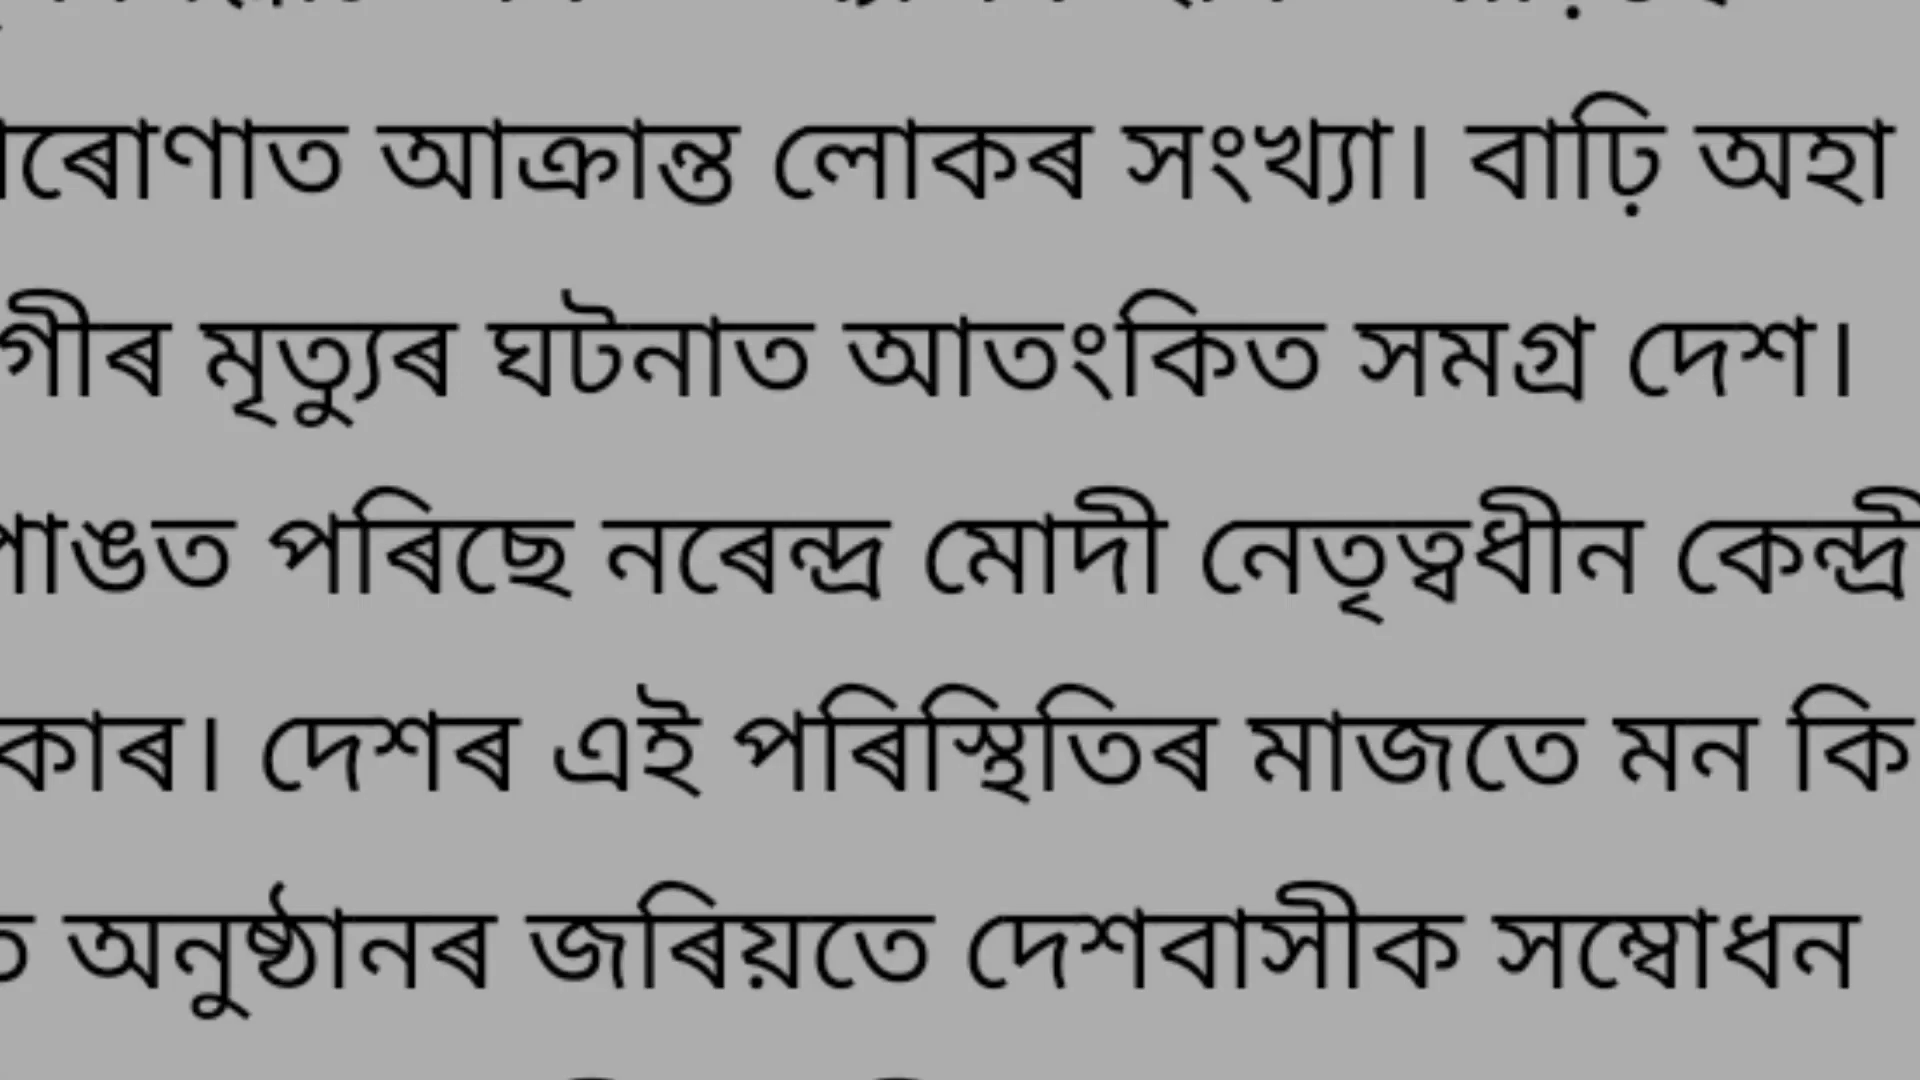 ৰোণাত আক্ৰান্ত লোকৰ সংখ্যা। বাঢ়ি অহা
গীৰ মৃত্যুৰ ঘটনাত আতংকিত সমগ্ৰ দেশ।
পাঙত পৰিছে নৰেন্দ্ৰ মোদী নেতৃত্বধীন কেন্দ্ৰী
কাৰ। দেশৰ এই পৰিস্থিতিৰ মাজতে মন কি
ত অনুষ্ঠানৰ জৰিয়তে দেশবাসীক সম্বোধন